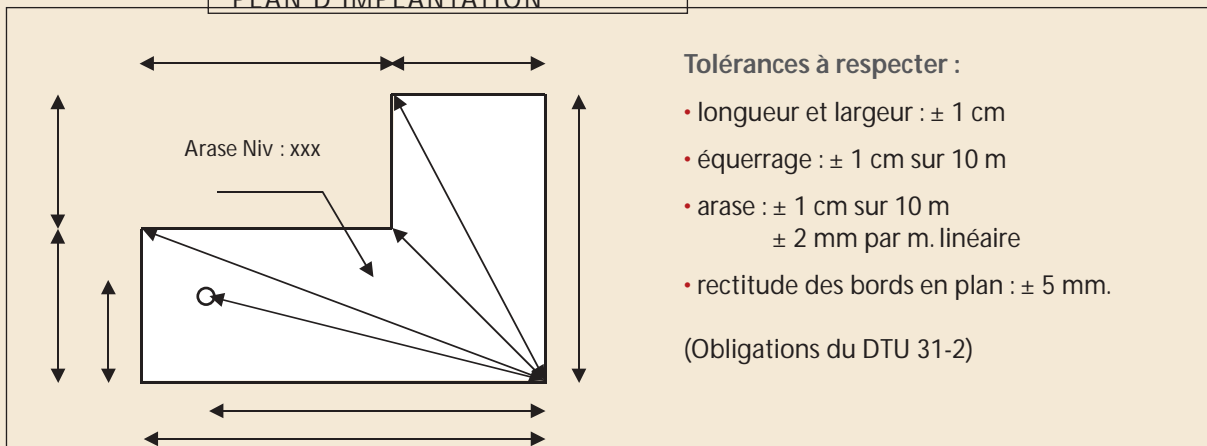 PLAN D'IMPLANTATION
Arase Niv : xxx
Tolérances à respecter :
• longueur et largeur : ± 1 cm
• équerrage : ± 1 cm sur 10 m
• arase : ± 1 cm sur 10 m
± 2 mm par m. linéaire
• rectitude des bords en plan : ± 5 mm.
(Obligations du DTU 31-2)